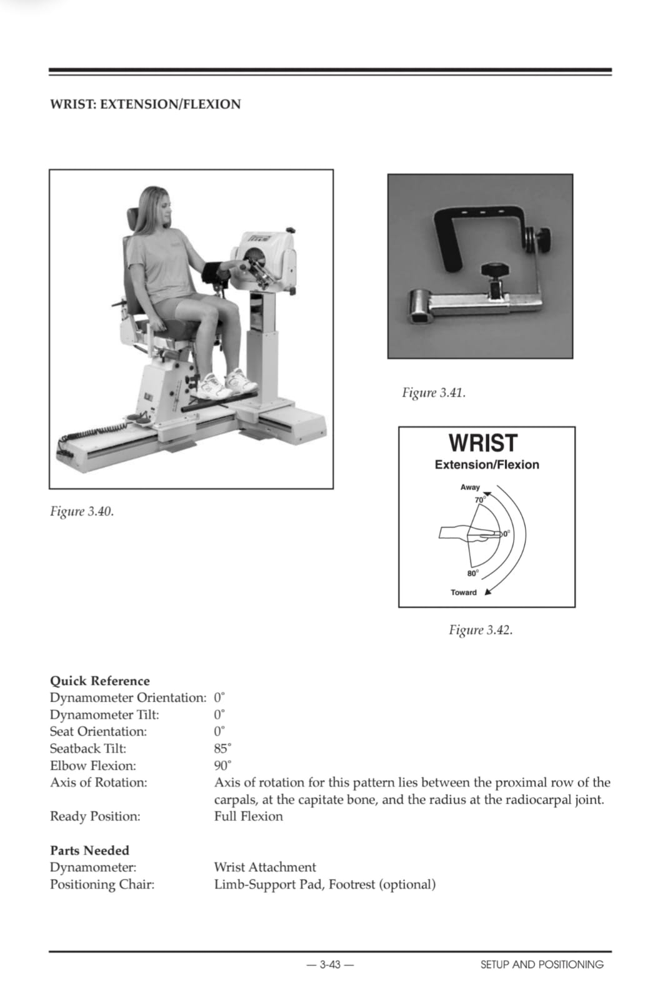 WRIST: EXTENSION/FLEXION
Figure 3.40.
Figure 3.41.
WRIST
Extension/Flexion
Away
70°
0°
80°
Toward
Figure 3.42.
Quick Reference
Dynamometer Orientation: 0°
Dynamometer Tilt: 0°
Seat Orientation: 0°
Seatback Tilt: 85°
Elbow Flexion: 90°
Axis of Rotation: Axis of rotation for this pattern lies between the proximal row of the
carpals, at the capitate bone, and the radius at the radiocarpal joint.
Ready Position: Full Flexion
Parts Needed
Dynamometer: Wrist Attachment
Positioning Chair: Limb-Support Pad, Footrest (optional)
— 3-43 — SETUP AND POSITIONING